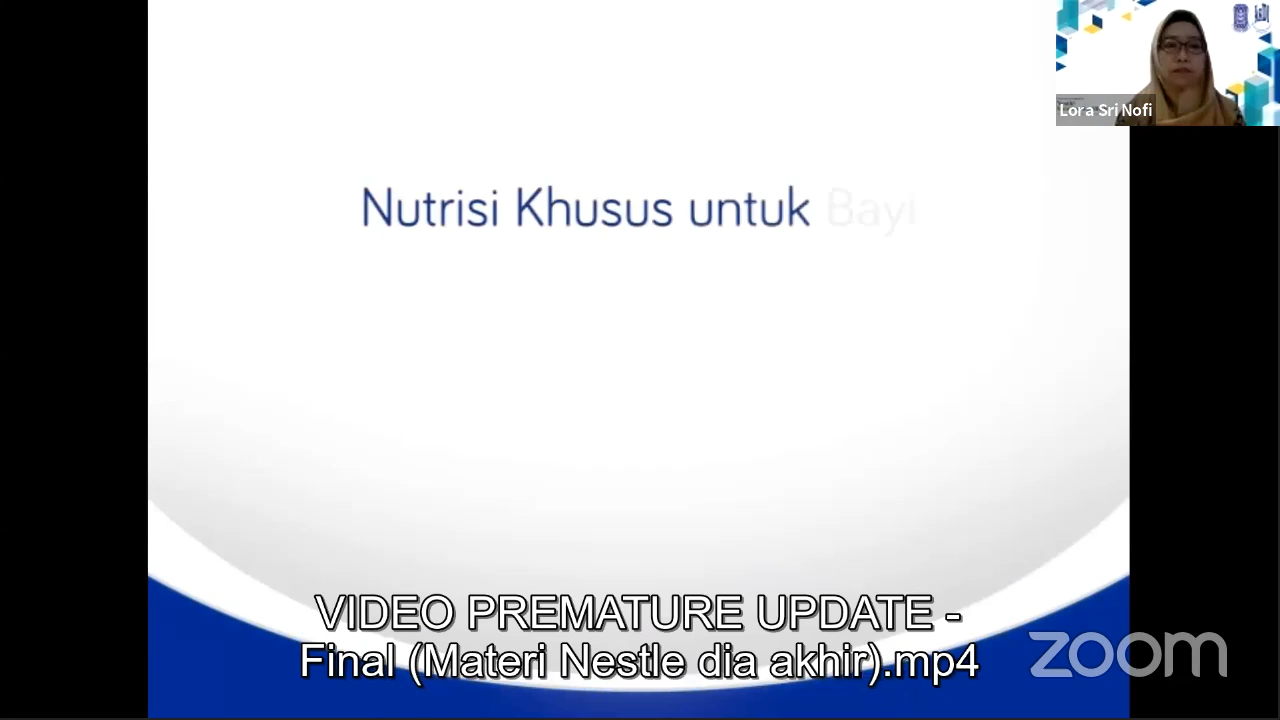 Lora Sri Nofi
Nutrisi Khusus untuk Bayi
VIDEO PREMATURE UPDATE -
Final (Materi Nestle dia akhir).mp4
zoom